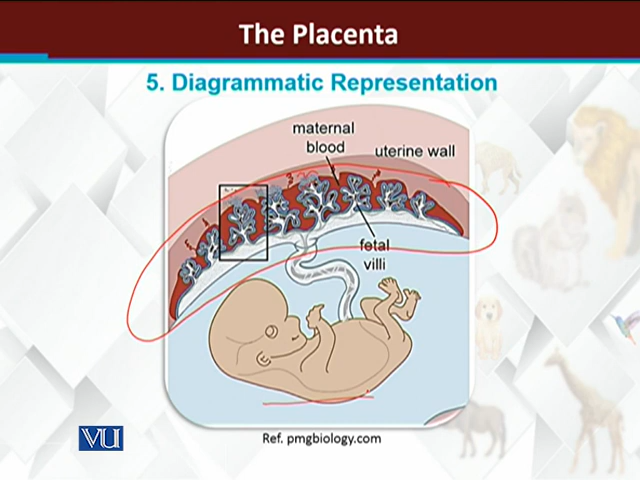 The Placenta
5. Diagrammatic Representation
maternal
blood
uterine wall
fetal
villi
VU
Ref. pmgbiology.com